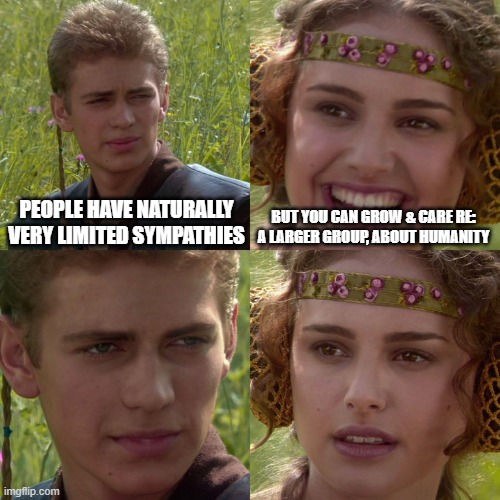 PEOPLE HAVE NATURALLY
VERY LIMITED SYMPATHIES
BUT YOU CAN GROW & CARE RE:
A LARGER GROUP, ABOUT HUMANITY
imgflip.com